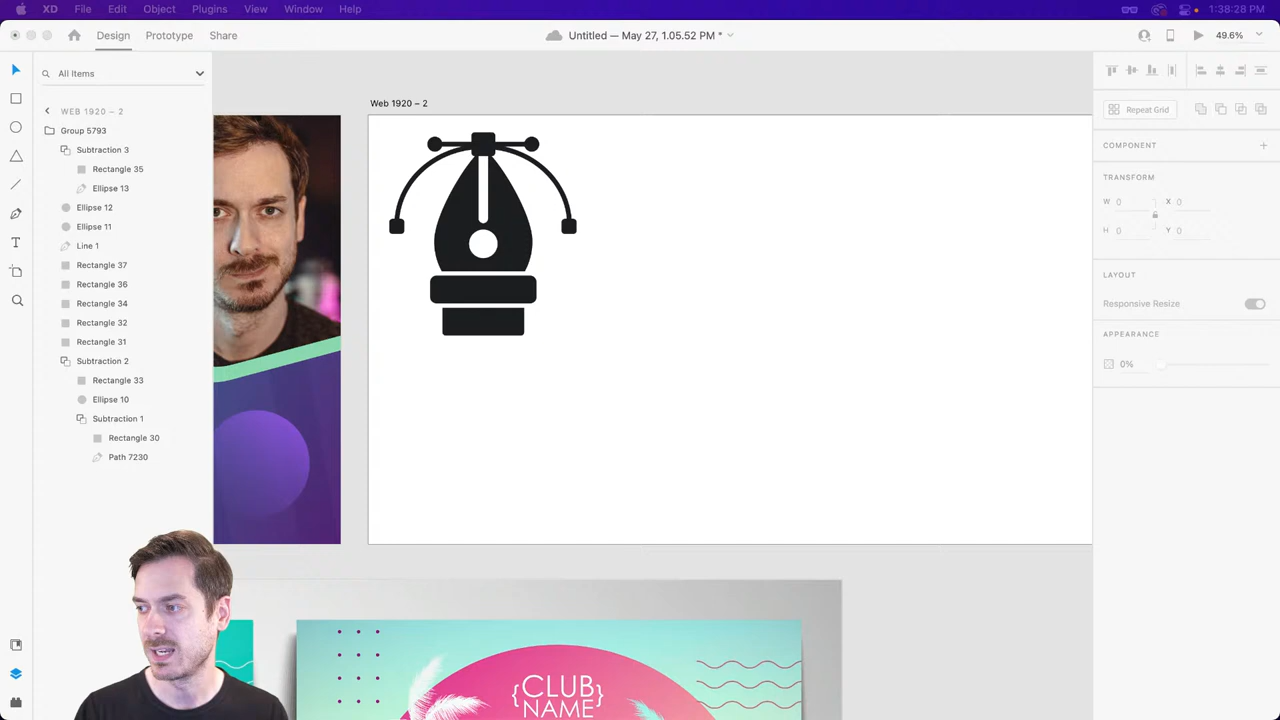 XD File Edit Object Plugins View Window Help 1:38:28 PM
Design Prototype Share Untitled — May 27, 1.05.52 PM * 49.6%
All Items
WEB 1920 – 2
Group 5793
Subtraction 3
Rectangle 35
Ellipse 13
Ellipse 12
Ellipse 11
Line 1
Rectangle 37
Rectangle 36
Rectangle 34
Rectangle 32
Rectangle 31
Subtraction 2
Rectangle 33
Ellipse 10
Subtraction 1
Rectangle 30
Path 7230
Web 1920 – 2
{CLUB}
NAME
Repeat Grid
COMPONENT +
TRANSFORM
W 0 X 0
H 0 Y 0
LAYOUT
Responsive Resize
APPEARANCE
0%